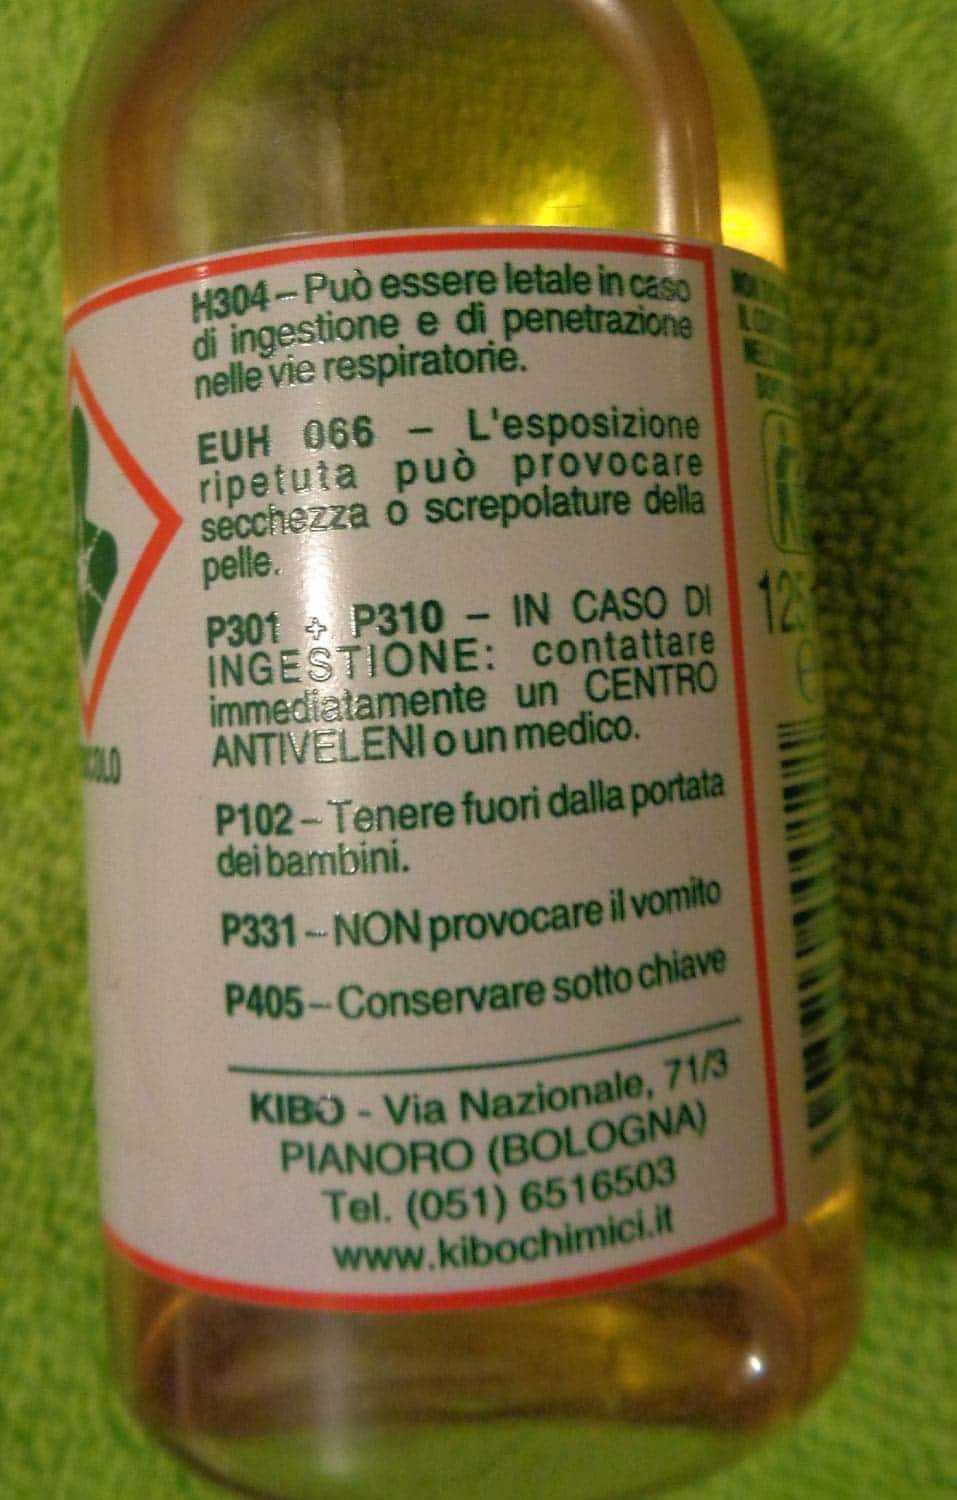 H304 – Può essere letale in caso
di ingestione e di penetrazione
nelle vie respiratorie.
EUH 066 – L'esposizione
ripetuta può provocare
secchezza o screpolature della
pelle.
P301 + P310 – IN CASO DI
INGESTIONE: contattare
immediatamente un CENTRO
ANTIVELENI o un medico.
P102 – Tenere fuori dalla portata
dei bambini.
P331 – NON provocare il vomito
P405 – Conservare sotto chiave
KIBO - Via Nazionale, 71/3
PIANORO (BOLOGNA)
Tel. (051) 6516503
www.kibochimici.it
NON
e